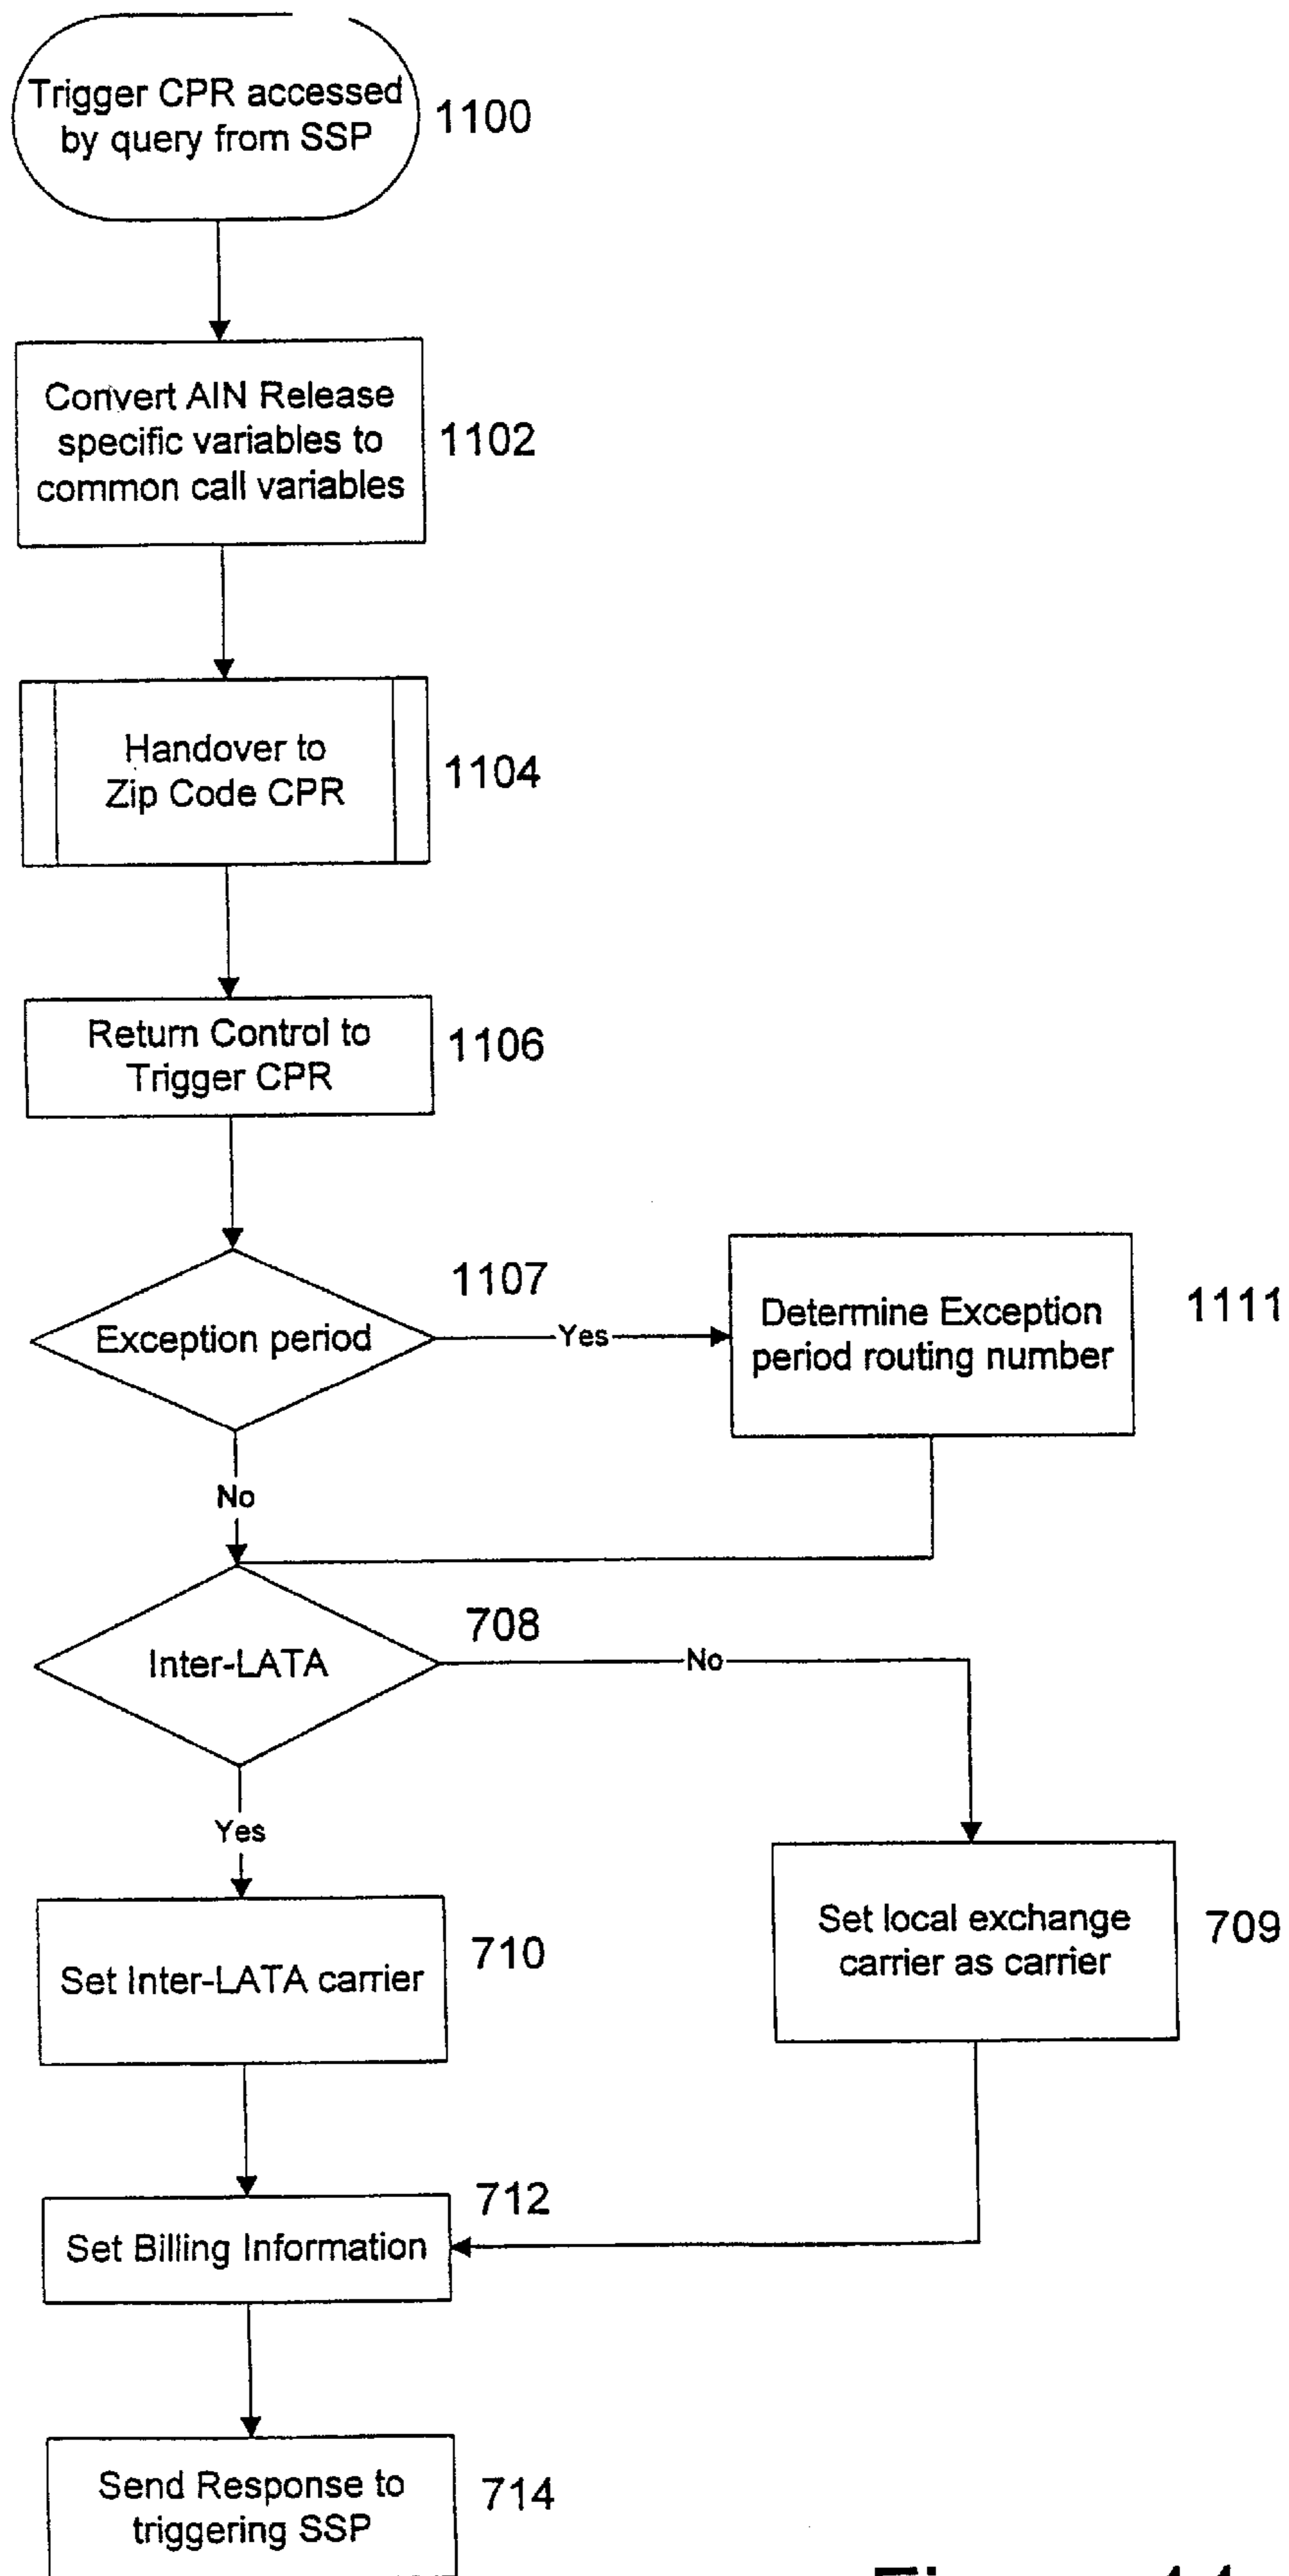 Trigger CPR accessed
by query from SSP
1100
Convert AIN Release
specific variables to
common call variables
1102
Handover to
Zip Code CPR
1104
Return Control to
Trigger CPR
1106
Exception period
1107
Yes
Determine Exception
period routing number
1111
No
Inter-LATA
708
No
Yes
Set Inter-LATA carrier
710
Set local exchange
carrier as carrier
709
Set Billing Information
712
Send Response to
triggering SSP
714